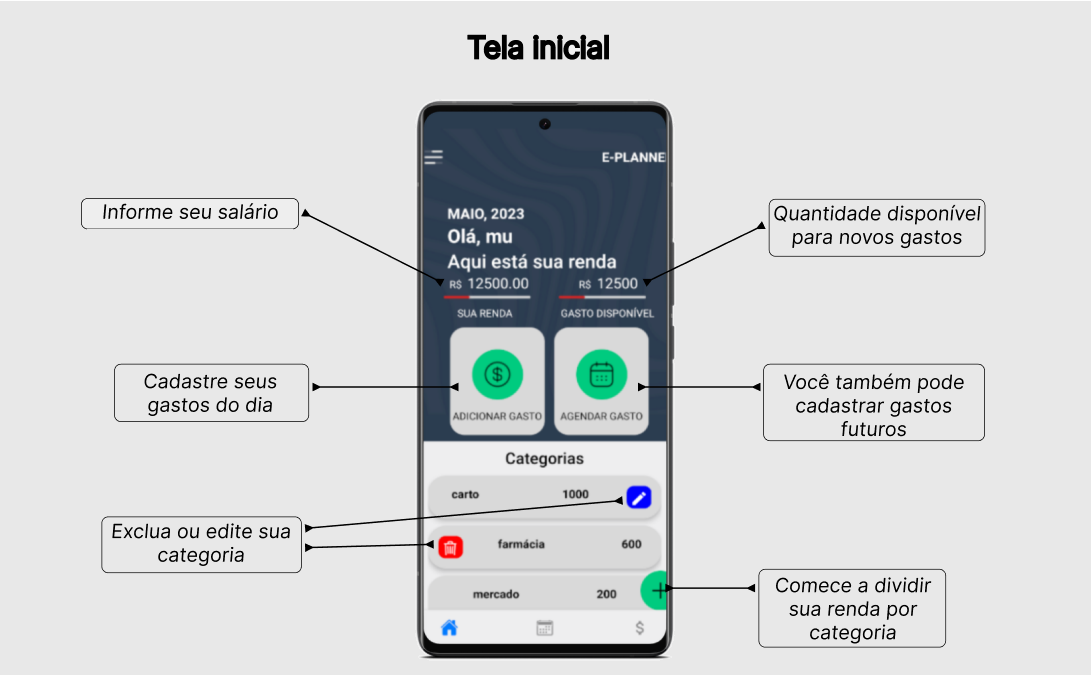 Tela inicial
E-PLANNE
Informe seu salário
MAIO, 2023
Olá, mu
Aqui está sua renda
R$ 12500.00
R$ 12500
SUA RENDA
GASTO DISPONÍVEL
Quantidade disponível
para novos gastos
Cadastre seus
gastos do dia
ADICIONAR GASTO
AGENDAR GASTO
Você também pode
cadastrar gastos
futuros
Categorias
carto 1000
Exclua ou edite sua
categoria
farmácia 600
mercado 200
Comece a dividir
sua renda por
categoria